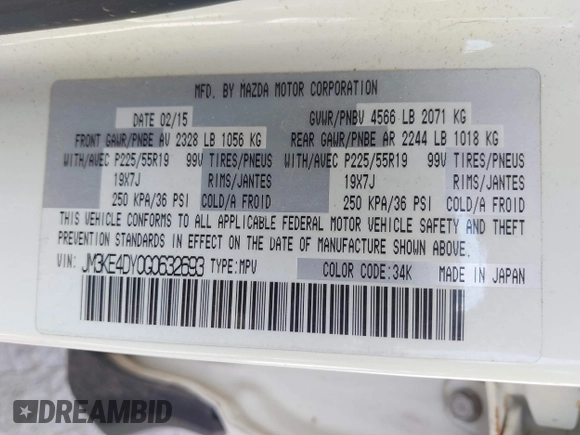 MFD. BY MAZDA MOTOR CORPORATION
DATE 02/15 GVWR/PNBV 4566 LB 2071 KG
FRONT GAWR/PNBE AV 2328 LB 1056 KG REAR GAWR/PNBE AR 2244 LB 1018 KG
WITH/AVEC P225/55R19 99V TIRES/PNEUS WITH/AVEC P225/55R19 99V TIRES/PNEUS
19X7J RIMS/JANTES 19X7J RIMS/JANTES
250 KPA/36 PSI COLD/A FROID 250 KPA/36 PSI COLD/A FROID
THIS VEHICLE CONFORMS TO ALL APPLICABLE FEDERAL MOTOR VEHICLE SAFETY AND THEFT
PREVENTION STANDARDS IN EFFECT ON THE DATE OF MANUFACTURE SHOWN ABOVE.
VIN: JM3KE4DY0G0632693 TYPE:MPV COLOR CODE:34K MADE IN JAPAN
DREAMBID